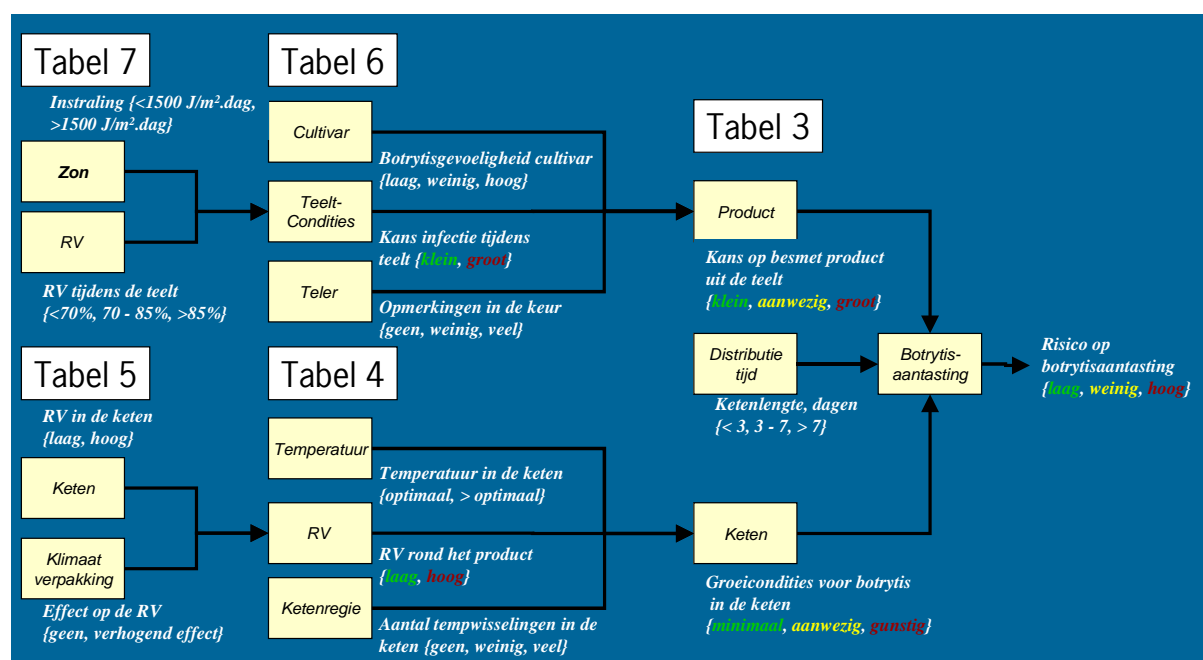 Tabel 7
Instraling {<1500 J/m².dag,
>1500 J/m².dag}
Zon
RV
RV tijdens de teelt
{<70%, 70 - 85%, >85%}
Tabel 6
Cultivar
Botrytisgevoeligheid cultivar
{laag, weinig, hoog}
Teelt-
Condities
Kans infectie tijdens
teelt {klein, groot}
Teler
Opmerkingen in de keur
{geen, weinig, veel}
Tabel 3
Product
Kans op besmet product
uit de teelt
{klein, aanwezig, groot}
Distributie
tijd
Ketenlengte, dagen
{< 3, 3 - 7, > 7}
Botrytis-
aantasting
Risico op
botrytisaantasting
{laag, weinig, hoog}
Tabel 5
RV in de keten
{laag, hoog}
Keten
Klimaat
verpakking
Effect op de RV
{geen, verhogend effect}
Tabel 4
Temperatuur
Temperatuur in de keten
{optimaal, > optimaal}
RV
RV rond het product
{laag, hoog}
Ketenregie
Aantal tempwisselingen in de
keten {geen, weinig, veel}
Keten
Groeicondities voor botrytis
in de keten
{minimaal, aanwezig, gunstig}